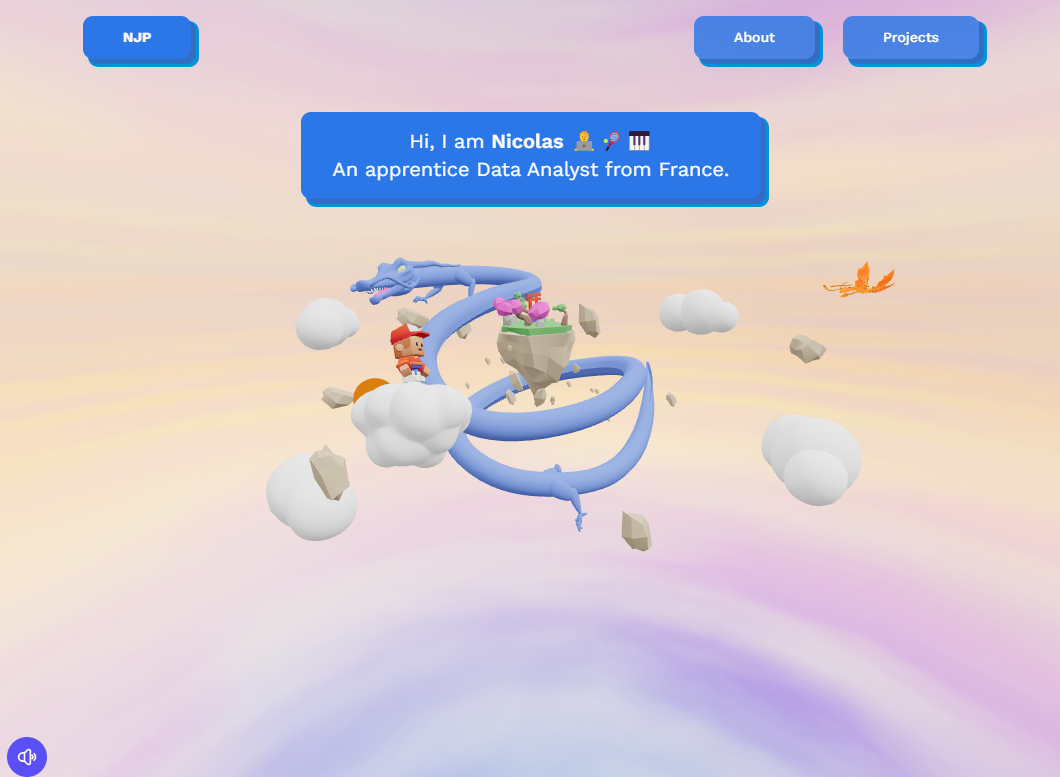 NJP
About
Projects
Hi, I am Nicolas 👨‍💻 🎾 🎹
An apprentice Data Analyst from France.